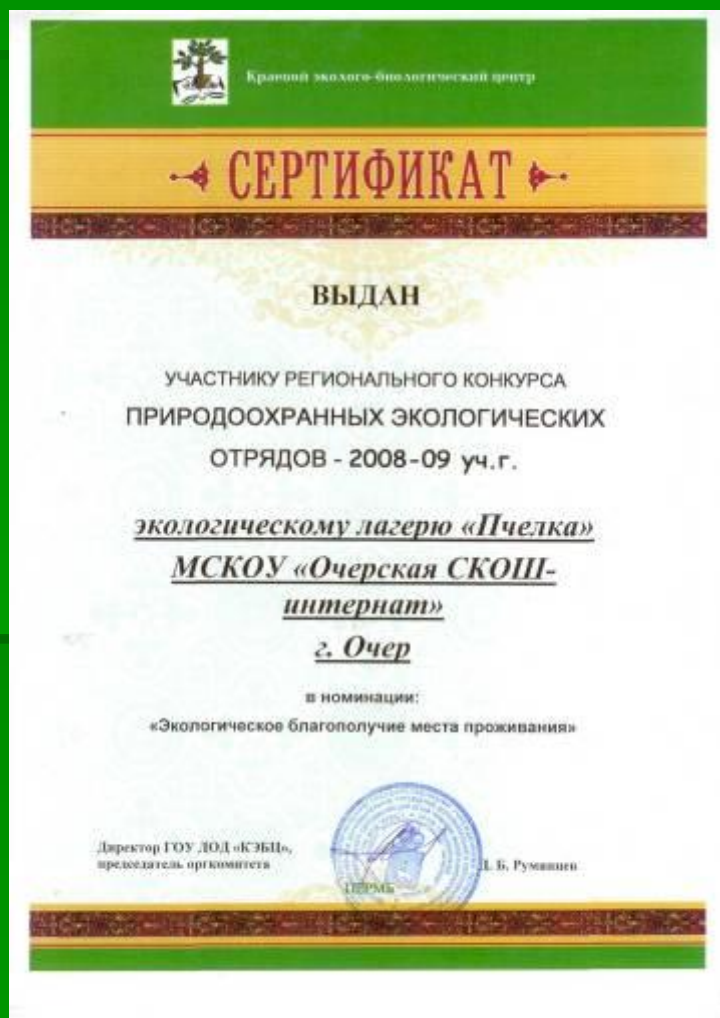 Краевой эколого-биологический центр
СЕРТИФИКАТ
ВЫДАН
УЧАСТНИКУ РЕГИОНАЛЬНОГО КОНКУРСА
ПРИРОДООХРАННЫХ ЭКОЛОГИЧЕСКИХ
ОТРЯДОВ - 2008-09 уч.г.
экологическому лагерю «Пчелка»
МСКОУ «Очерская СКОШ-
интернат»
г. Очер
в номинации:
«Экологическое благополучие места проживания»
Директор ГОУ ДОД «КЭБЦ»,
председатель оргкомитета
Д. Б. Румянцев
ПЕРМЬ